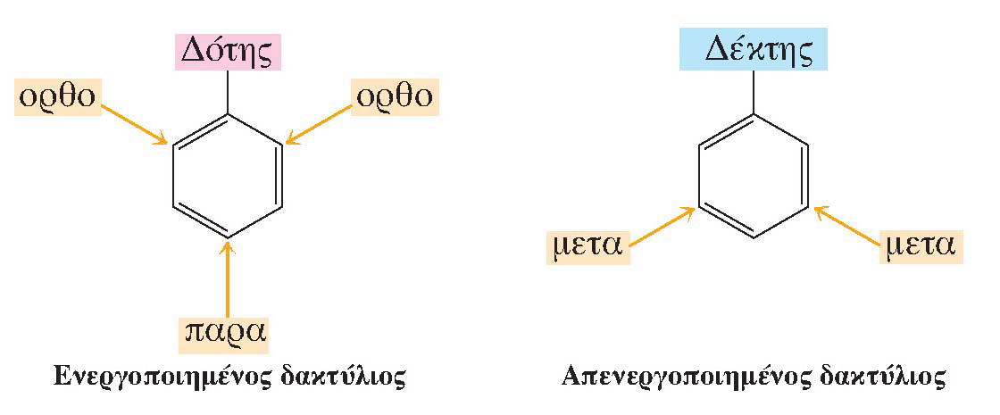 Δότης
ορθο
ορθο
παρα
Ενεργοποιημένος δακτύλιος
Δέκτης
μετα
μετα
Απενεργοποιημένος δακτύλιος